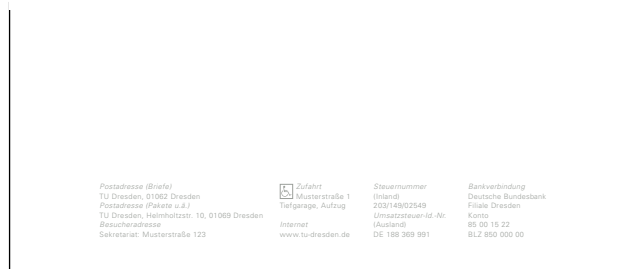 Postadresse (Briefe)
TU Dresden, 01062 Dresden
Postadresse (Pakete u.ä.)
TU Dresden, Helmholtzstr. 10, 01069 Dresden
Besucheradresse
Sekretariat: Musterstraße 123
Zufahrt
Musterstraße 1
Tiefgarage, Aufzug
Internet
www.tu-dresden.de
Steuernummer
(Inland)
203/149/02549
Umsatzsteuer-Id.-Nr.
(Ausland)
DE 188 369 991
Bankverbindung
Deutsche Bundesbank
Filiale Dresden
Konto
85 00 15 22
BLZ 850 000 00